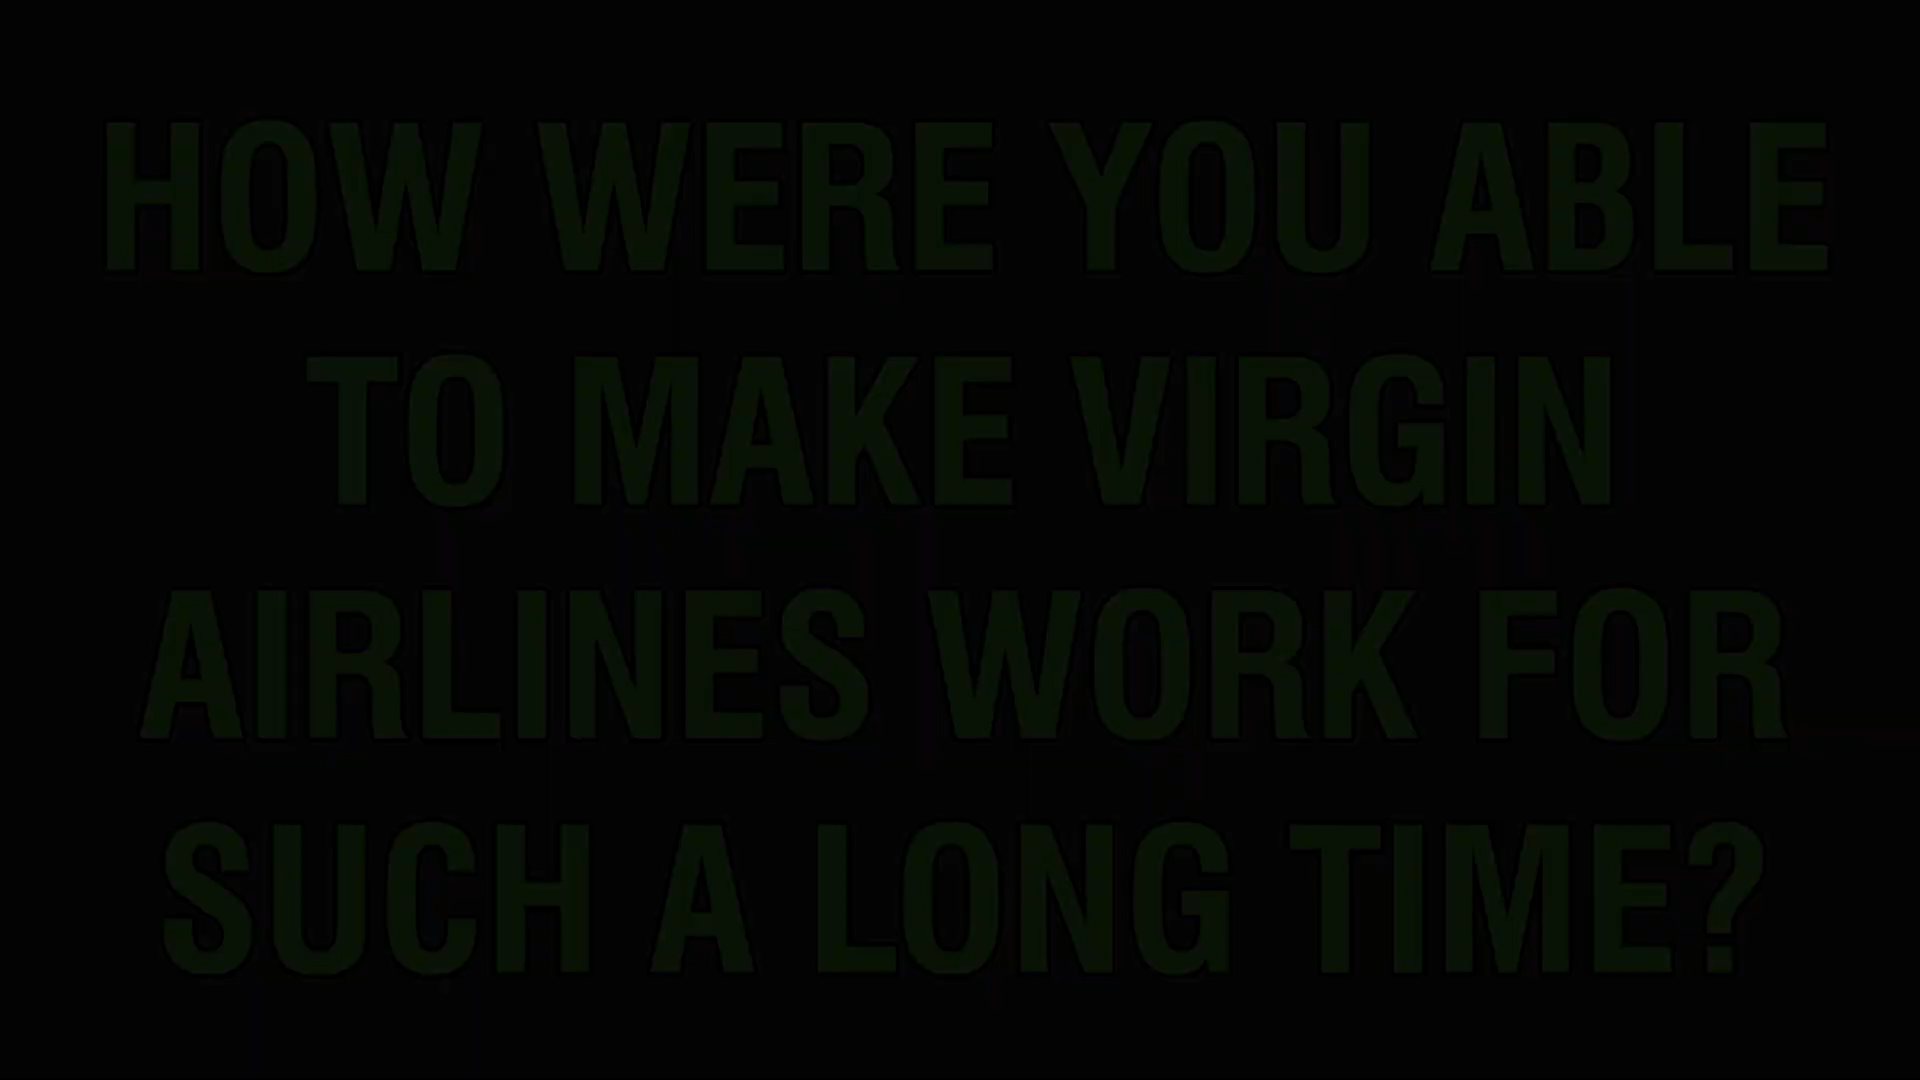 HOW WERE YOU ABLE
TO MAKE VIRGIN
AIRLINES WORK FOR
SUCH A LONG TIME?